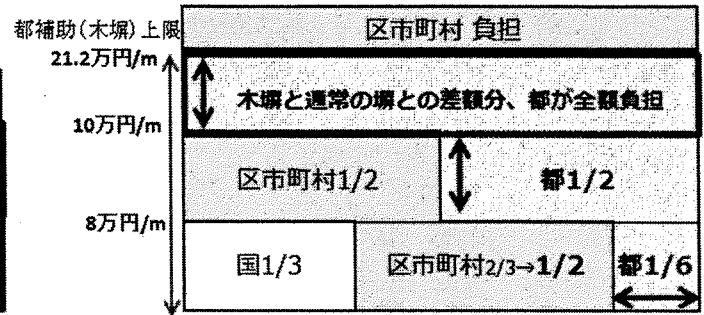 都補助(木塀)上限
区市町村 負担
21.2万円/m
木塀と通常の塀との差額分、都が全額負担
10万円/m
区市町村1/2
都1/2
8万円/m
国1/3
区市町村2/3→1/2
都1/6